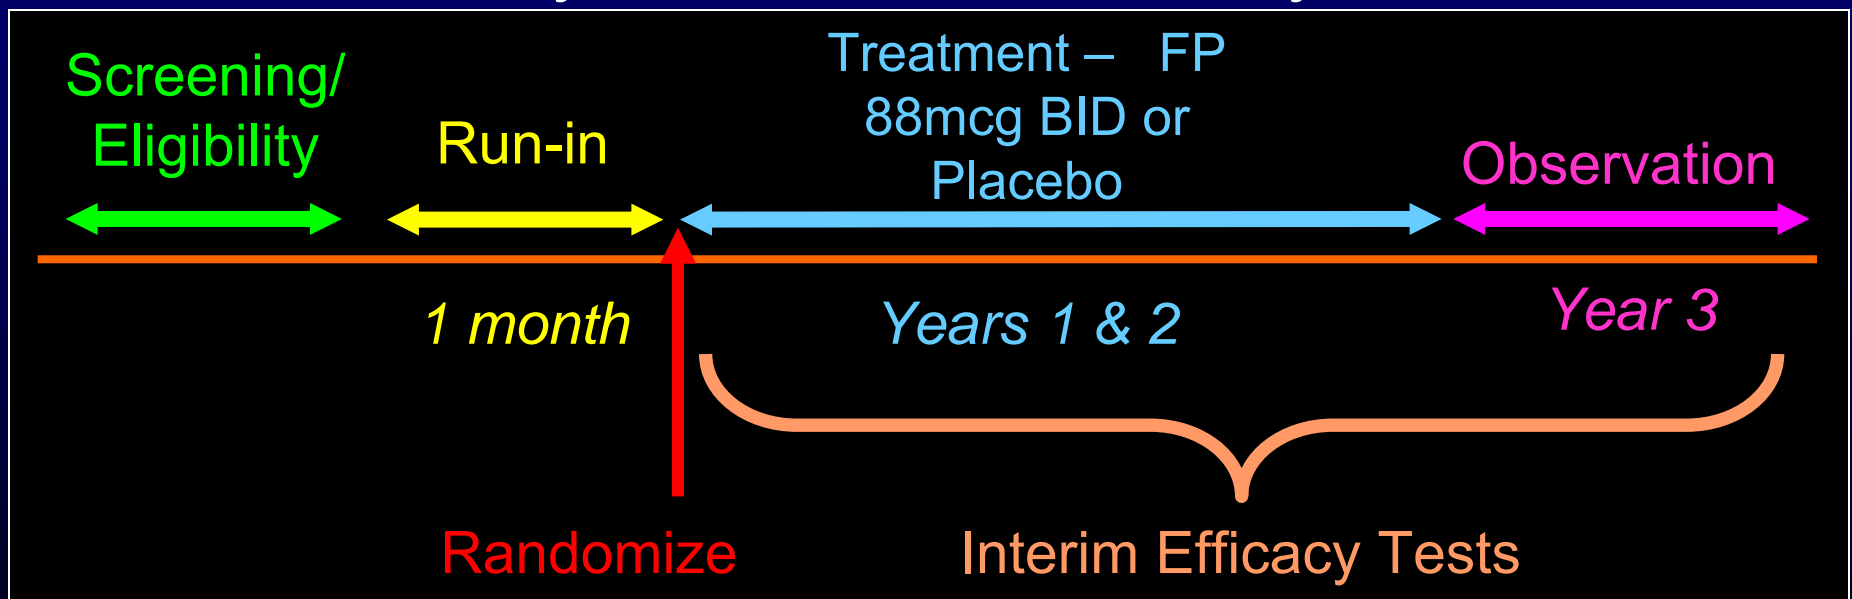 Screening/
Eligibility
Run-in
Treatment – FP
88mcg BID or
Placebo
Observation
1 month
Years 1 & 2
Year 3
Randomize
Interim Efficacy Tests